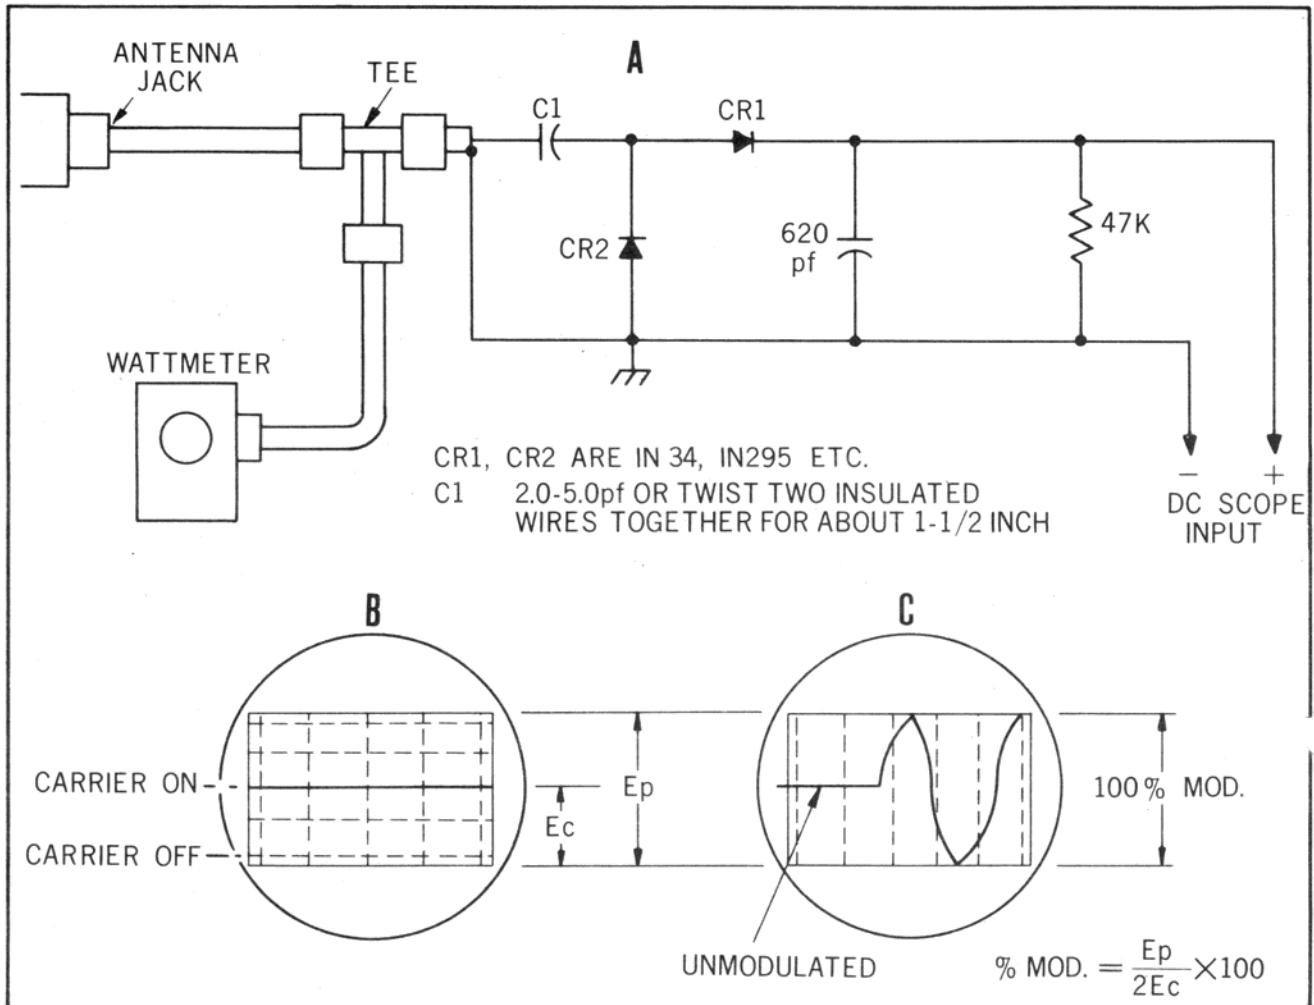 A
ANTENNA
JACK
TEE
C1
CR1
CR2
620
pf
47K
WATTMETER
CR1, CR2 ARE IN 34, IN295 ETC.
C1 2.0-5.0pf OR TWIST TWO INSULATED
WIRES TOGETHER FOR ABOUT 1-1/2 INCH
− +
DC SCOPE
INPUT
B
CARRIER ON
CARRIER OFF
Ec
Ep
C
100% MOD.
UNMODULATED
% MOD. = Ep/2Ec ×100